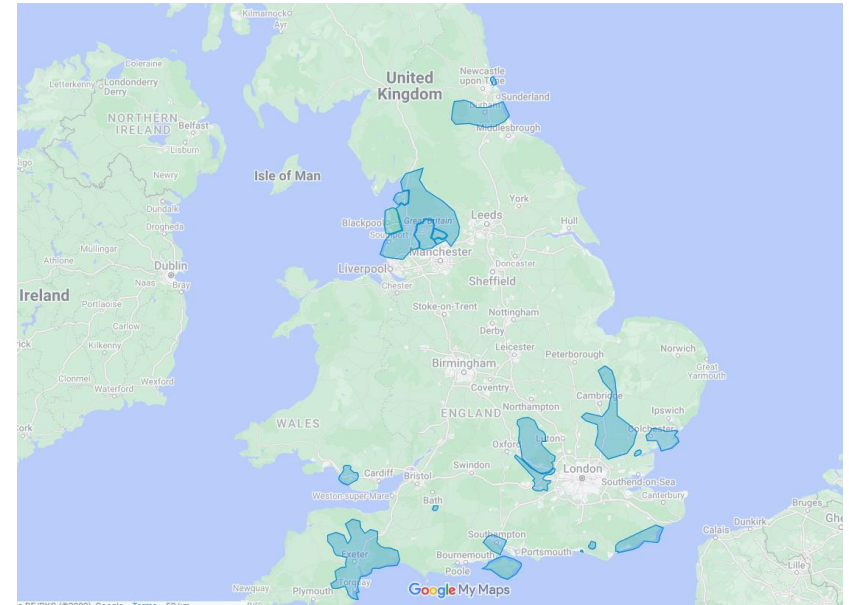 Kilmarnock
Ayr
Coleraine
Letterkenny
Londonderry
Derry
NORTHERN
IRELAND
Belfast
Lisburn
Newry
Isle of Man
United
Kingdom
Newcastle
upon Tyne
Sunderland
Durham
Middlesbrough
Dundalk
Drogheda
Mullingar
Athlone
Dublin
Naas
Bray
Ireland
Portlaoise
Carlow
Kilkenny
Clonmel
Wexford
Waterford
Cork
York
Leeds
Hull
Great Britain
Blackpool
Southport
Manchester
Liverpool
Doncaster
Sheffield
Chester
Stoke-on-Trent
Nottingham
Derby
Leicester
Peterborough
Norwich
Great
Yarmouth
Birmingham
Coventry
Cambridge
Northampton
Ipswich
ENGLAND
WALES
Colchester
Oxford
Luton
Swindon
London
Southend-on-Sea
Canterbury
Cardiff
Bristol
Weston-super-Mare
Bath
Southampton
Portsmouth
Bournemouth
Poole
Exeter
Torquay
Plymouth
Newquay
Calais
Dunkirk
Bruges
Lille
Google My Maps